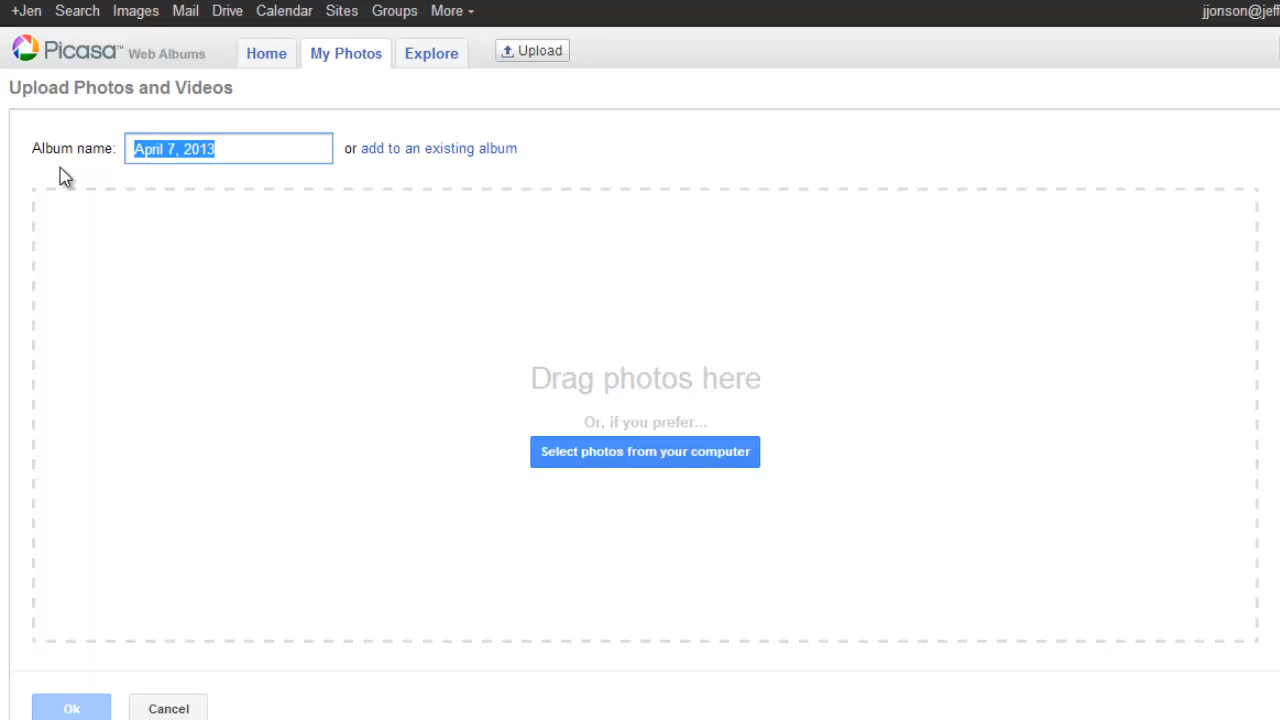 +Jen Search Images Mail Drive Calendar Sites Groups More jjonson@jeff
Picasa™ Web Albums Home My Photos Explore Upload
Upload Photos and Videos
Album name: April 7, 2013 or add to an existing album
Drag photos here
Or, if you prefer...
Select photos from your computer
Ok Cancel